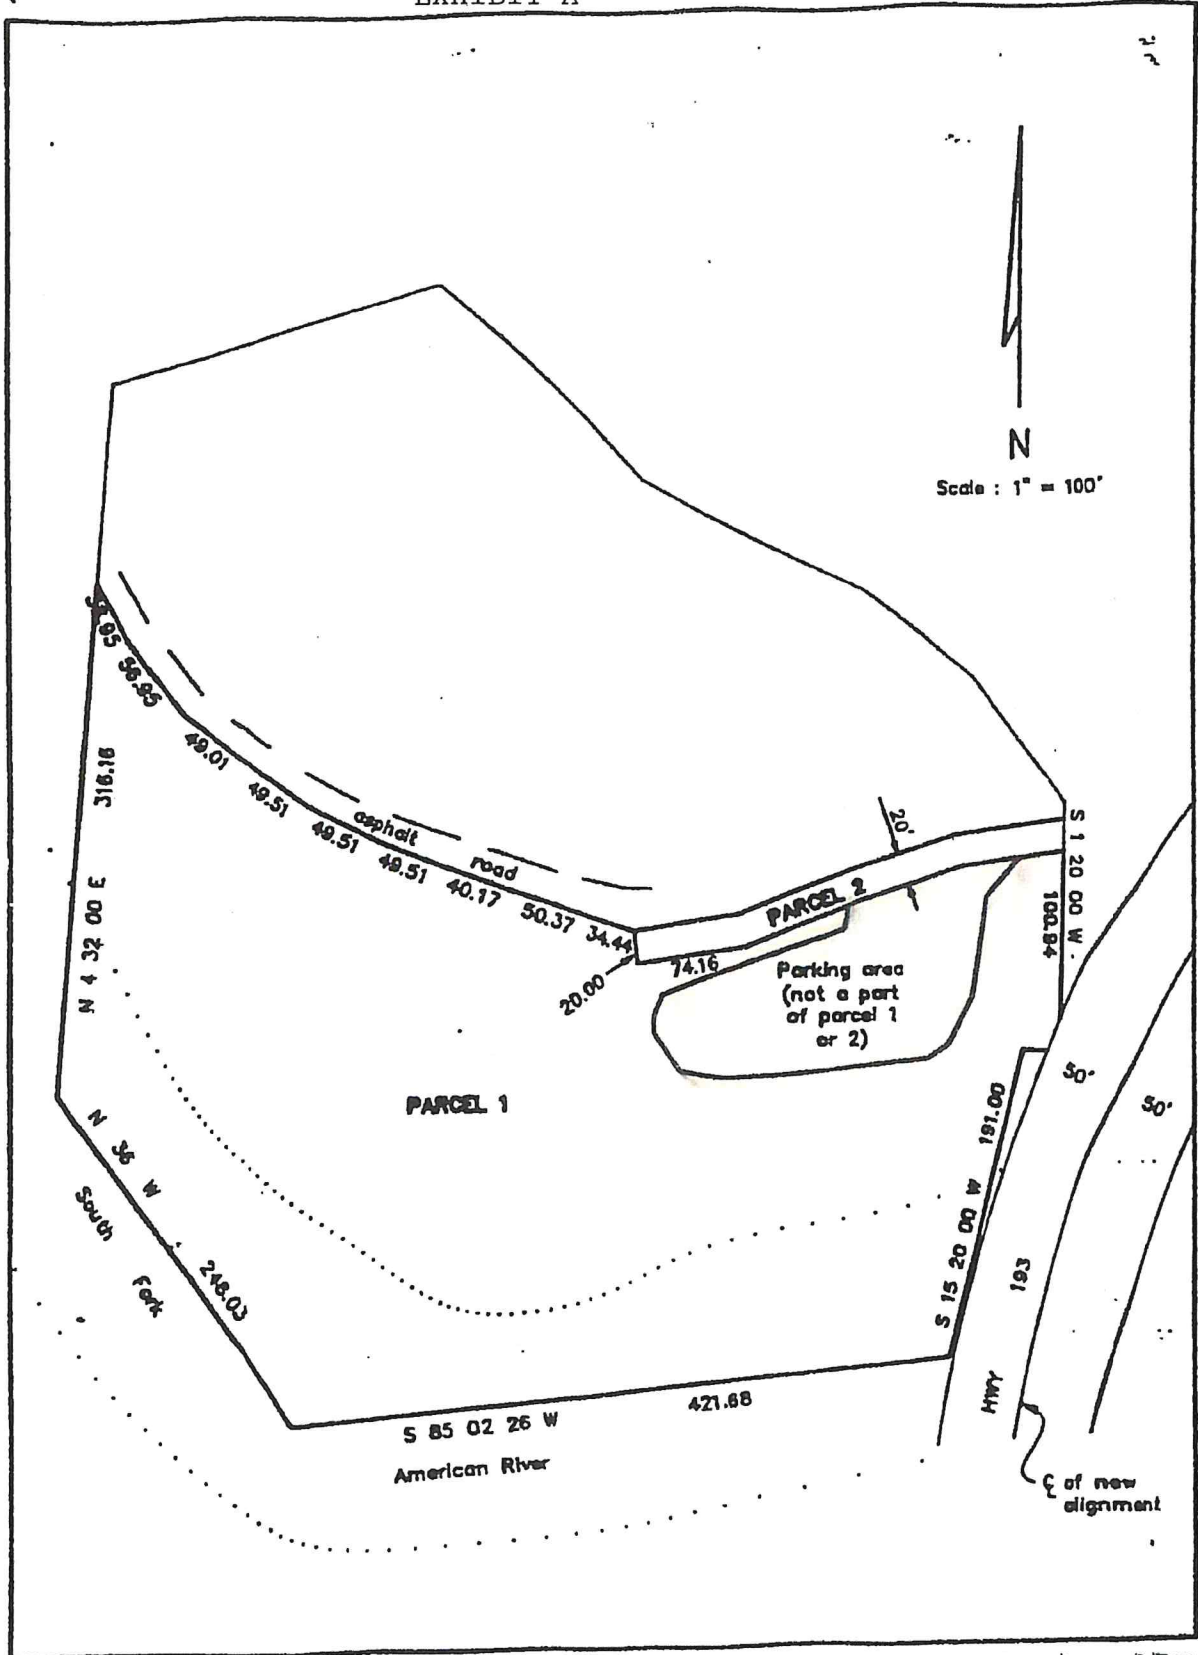 EXHIBIT A
N
Scale : 1" = 100'
56.95
49.01
49.51
49.51
49.51
40.17
50.37
34.44
asphalt
road
20'
PARCEL 2
S 1 20 00 W
100.94
316.16
N 4 32 00 E
74.16
20.00
Parking area
(not a part
of parcel 1
or 2)
PARCEL 1
50'
50'
S 15 20 00 W 191.00
193
HWY
N 36 W
248.03
South
Fork
S 85 02 26 W
421.68
American River
℄ of new
alignment